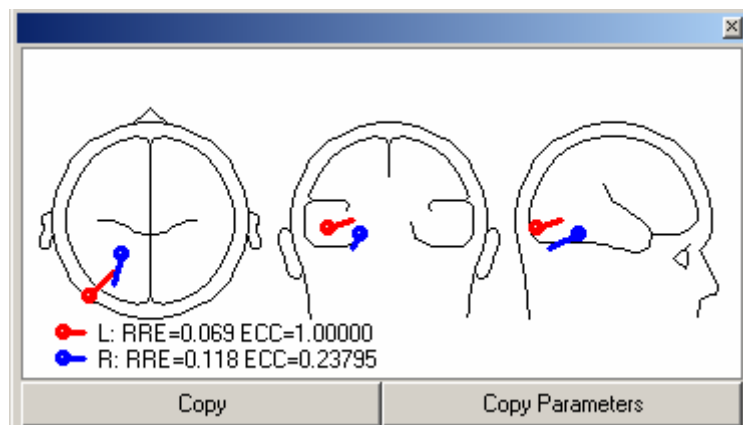 L: RRE=0.069 ECC=1.00000
R: RRE=0.118 ECC=0.23795
Copy
Copy Parameters